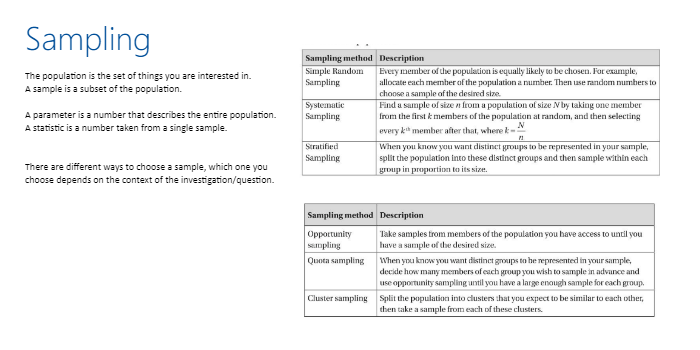 Sampling
The population is the set of things you are interested in.
A sample is a subset of the population.
A parameter is a number that describes the entire population.
A statistic is a number taken from a single sample.
There are different ways to choose a sample, which one you
choose depends on the context of the investigation/question.
Sampling method Description
Simple Random Sampling
Every member of the population is equally likely to be chosen. For example,
allocate each member of the population a number. Then use random numbers to
choose a sample of the desired size.
Systematic Sampling
Find a sample of size n from a population of size N by taking one member
from the first k members of the population at random, and then selecting
every kth member after that, where k = N/n
Stratified Sampling
When you know you want distinct groups to be represented in your sample,
split the population into these distinct groups and then sample within each
group in proportion to its size.
Sampling method Description
Opportunity sampling
Take samples from members of the population you have access to until you
have a sample of the desired size.
Quota sampling
When you know you want distinct groups to be represented in your sample,
decide how many members of each group you wish to sample in advance and
use opportunity sampling until you have a large enough sample for each group.
Cluster sampling
Split the population into clusters that you expect to be similar to each other,
then take a sample from each of these clusters.